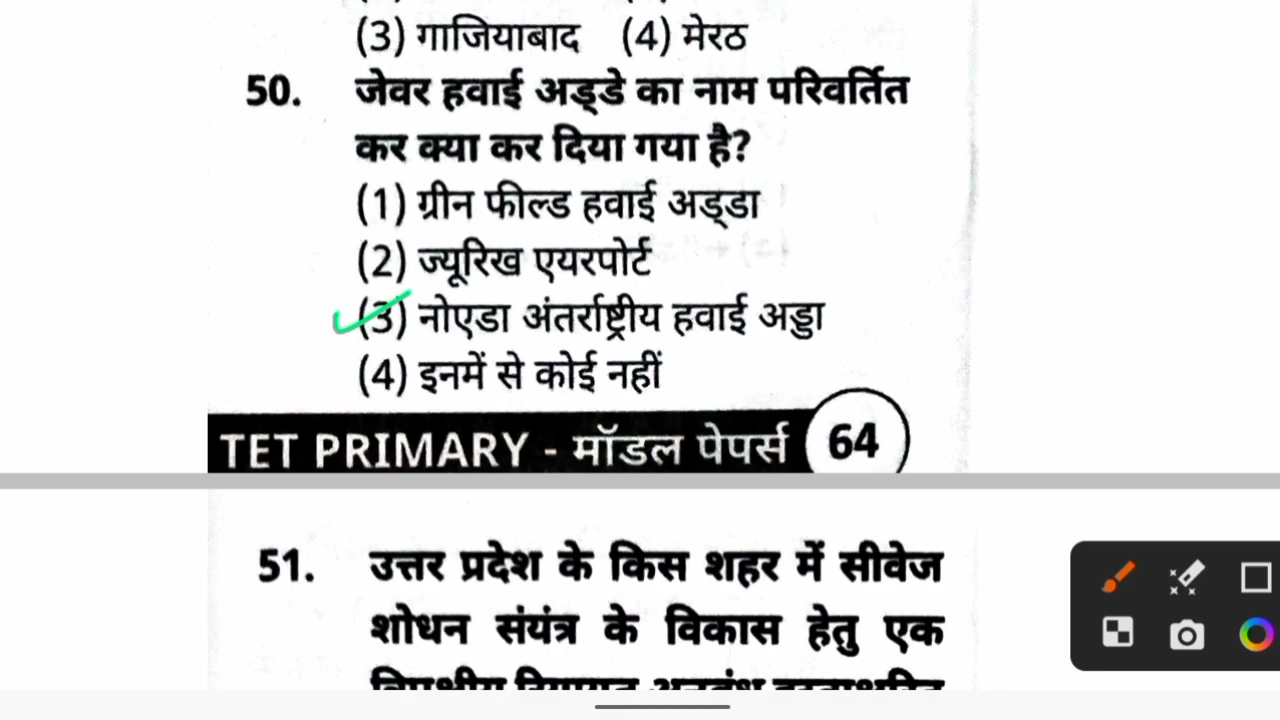 (3) गाजियाबाद (4) मेरठ
50. जेवर हवाई अड्डे का नाम परिवर्तित
कर क्या कर दिया गया है?
(1) ग्रीन फील्ड हवाई अड्डा
(2) ज्यूरिख एयरपोर्ट
(3) नोएडा अंतर्राष्ट्रीय हवाई अड्डा
(4) इनमें से कोई नहीं
TET PRIMARY - मॉडल पेपर्स 64
51. उत्तर प्रदेश के किस शहर में सीवेज
शोधन संयंत्र के विकास हेतु एक